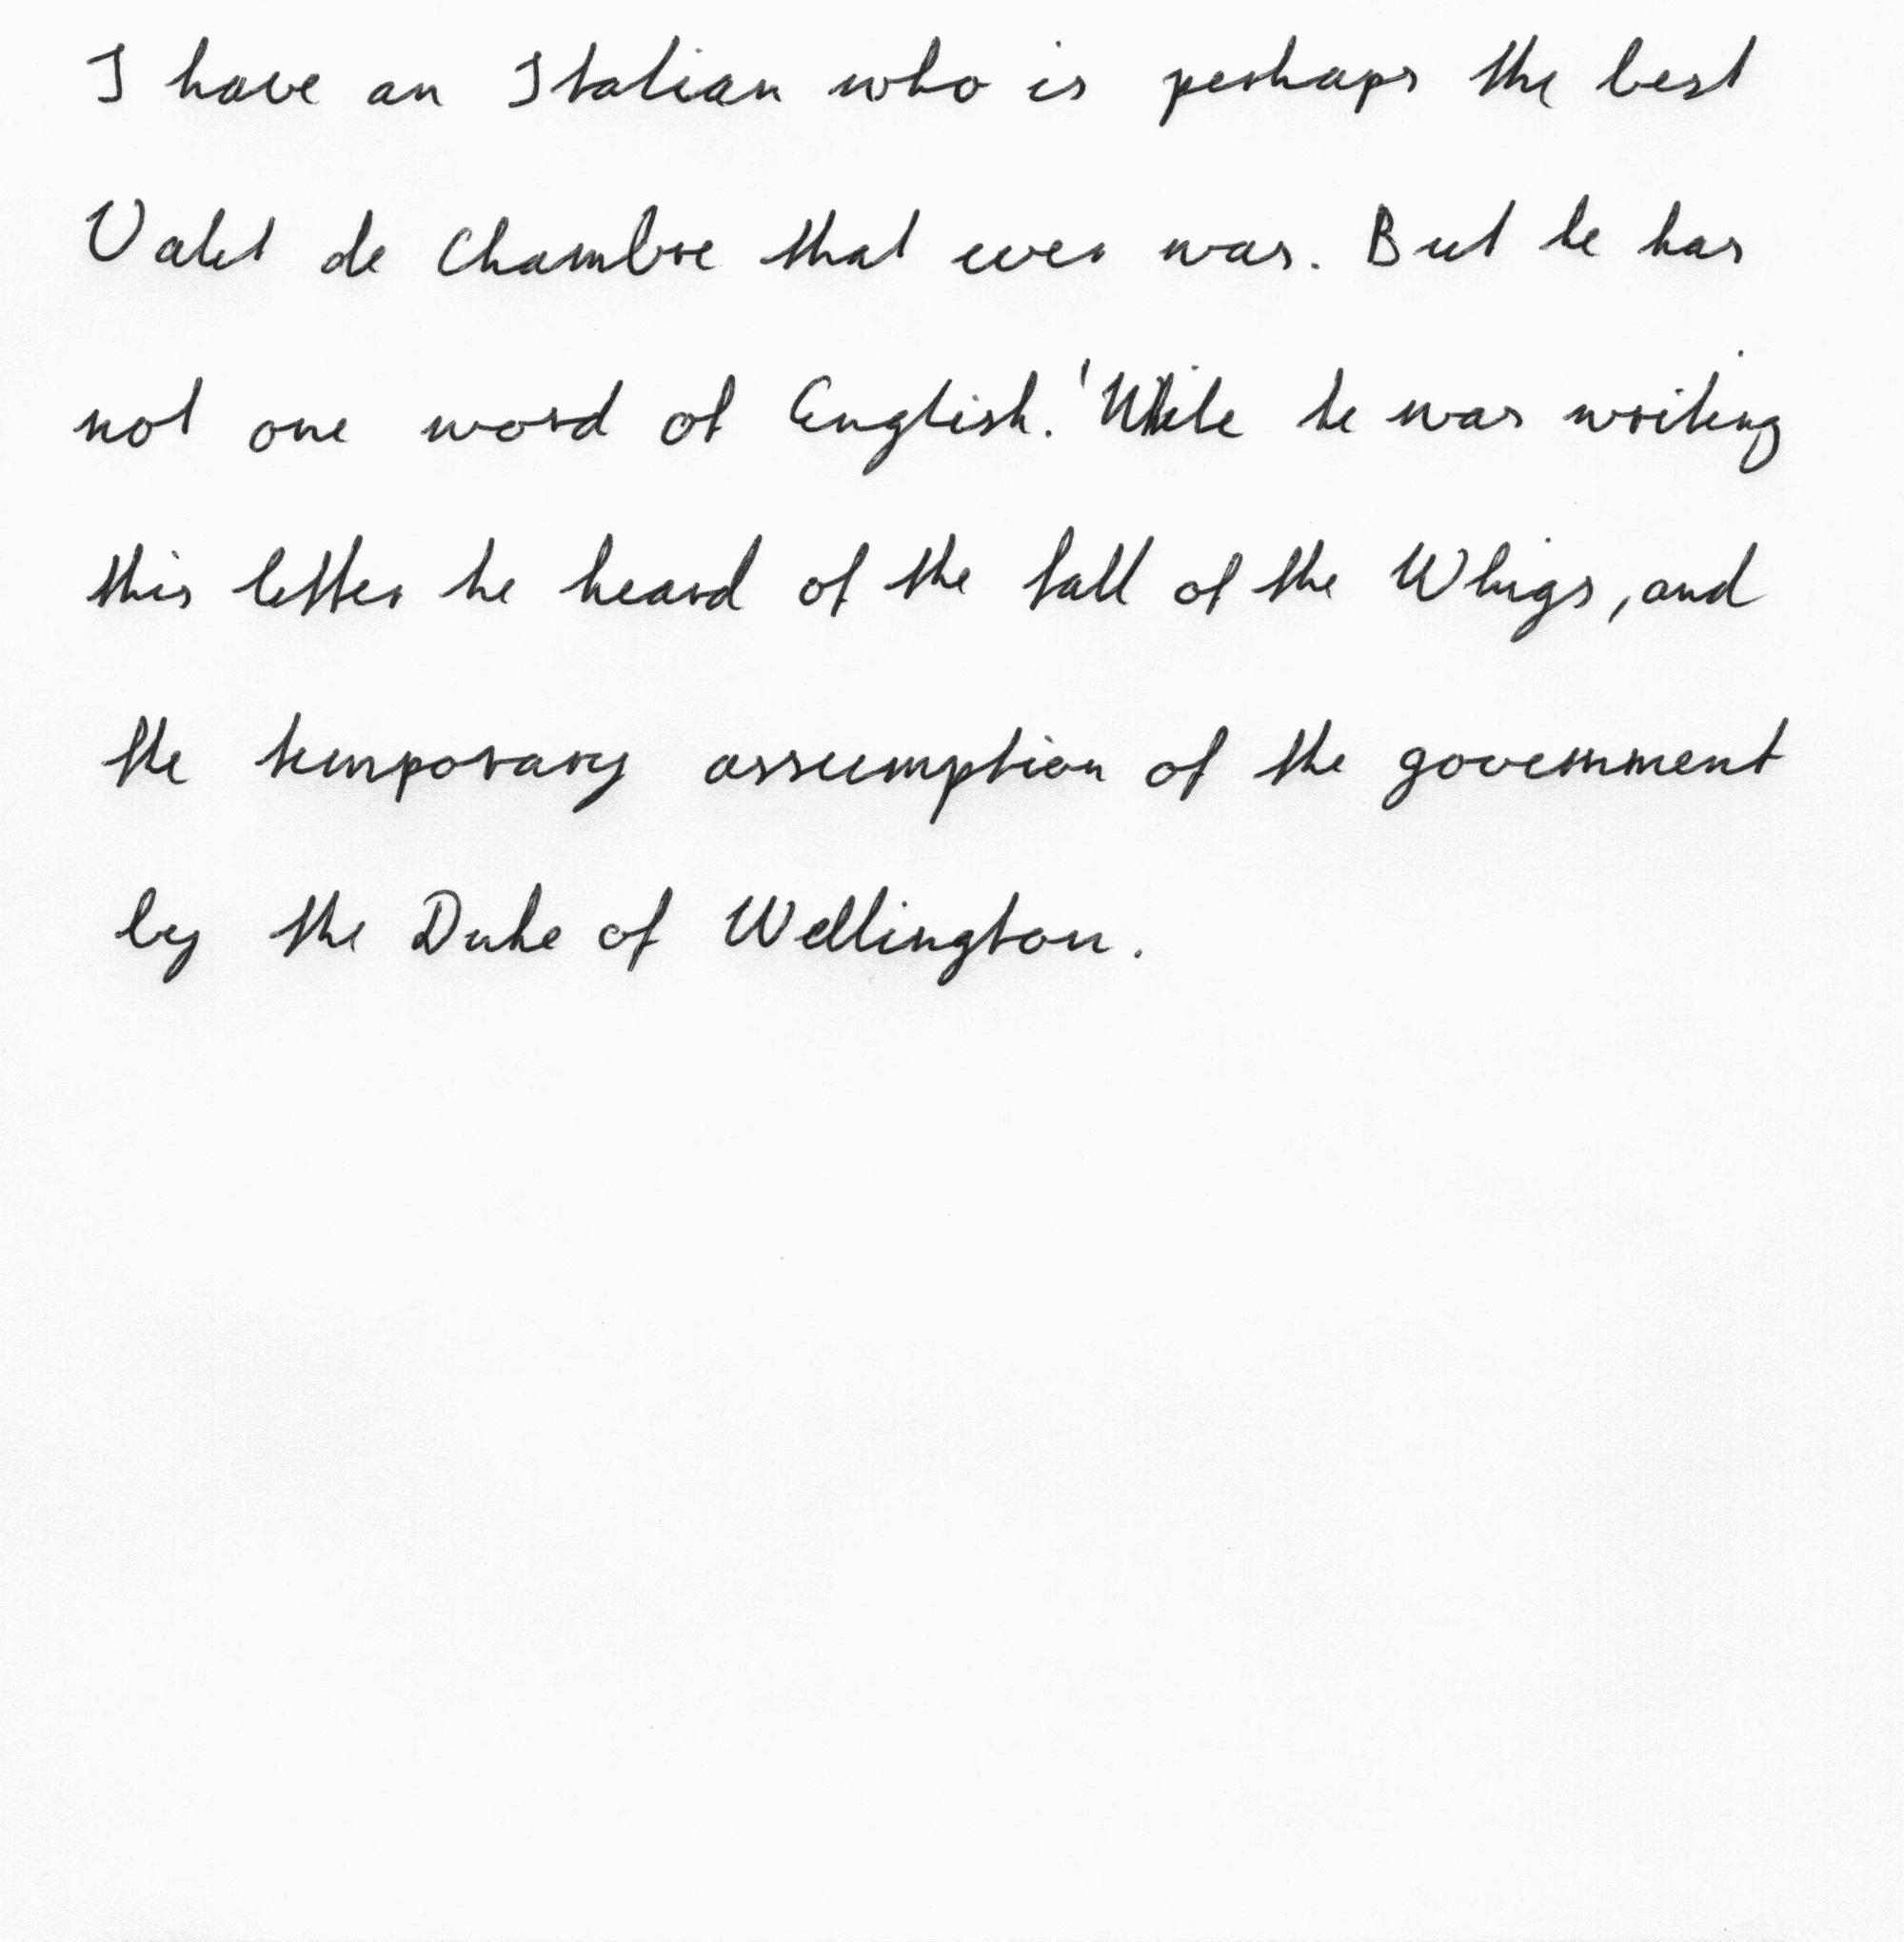 I have an Italian who is perhaps the best
Valet de Chambre that ever was. But he has
not one word of English.' While he was writing
this letter he heard of the fall of the Whigs, and
the temporary assumption of the government
by the Duke of Wellington.